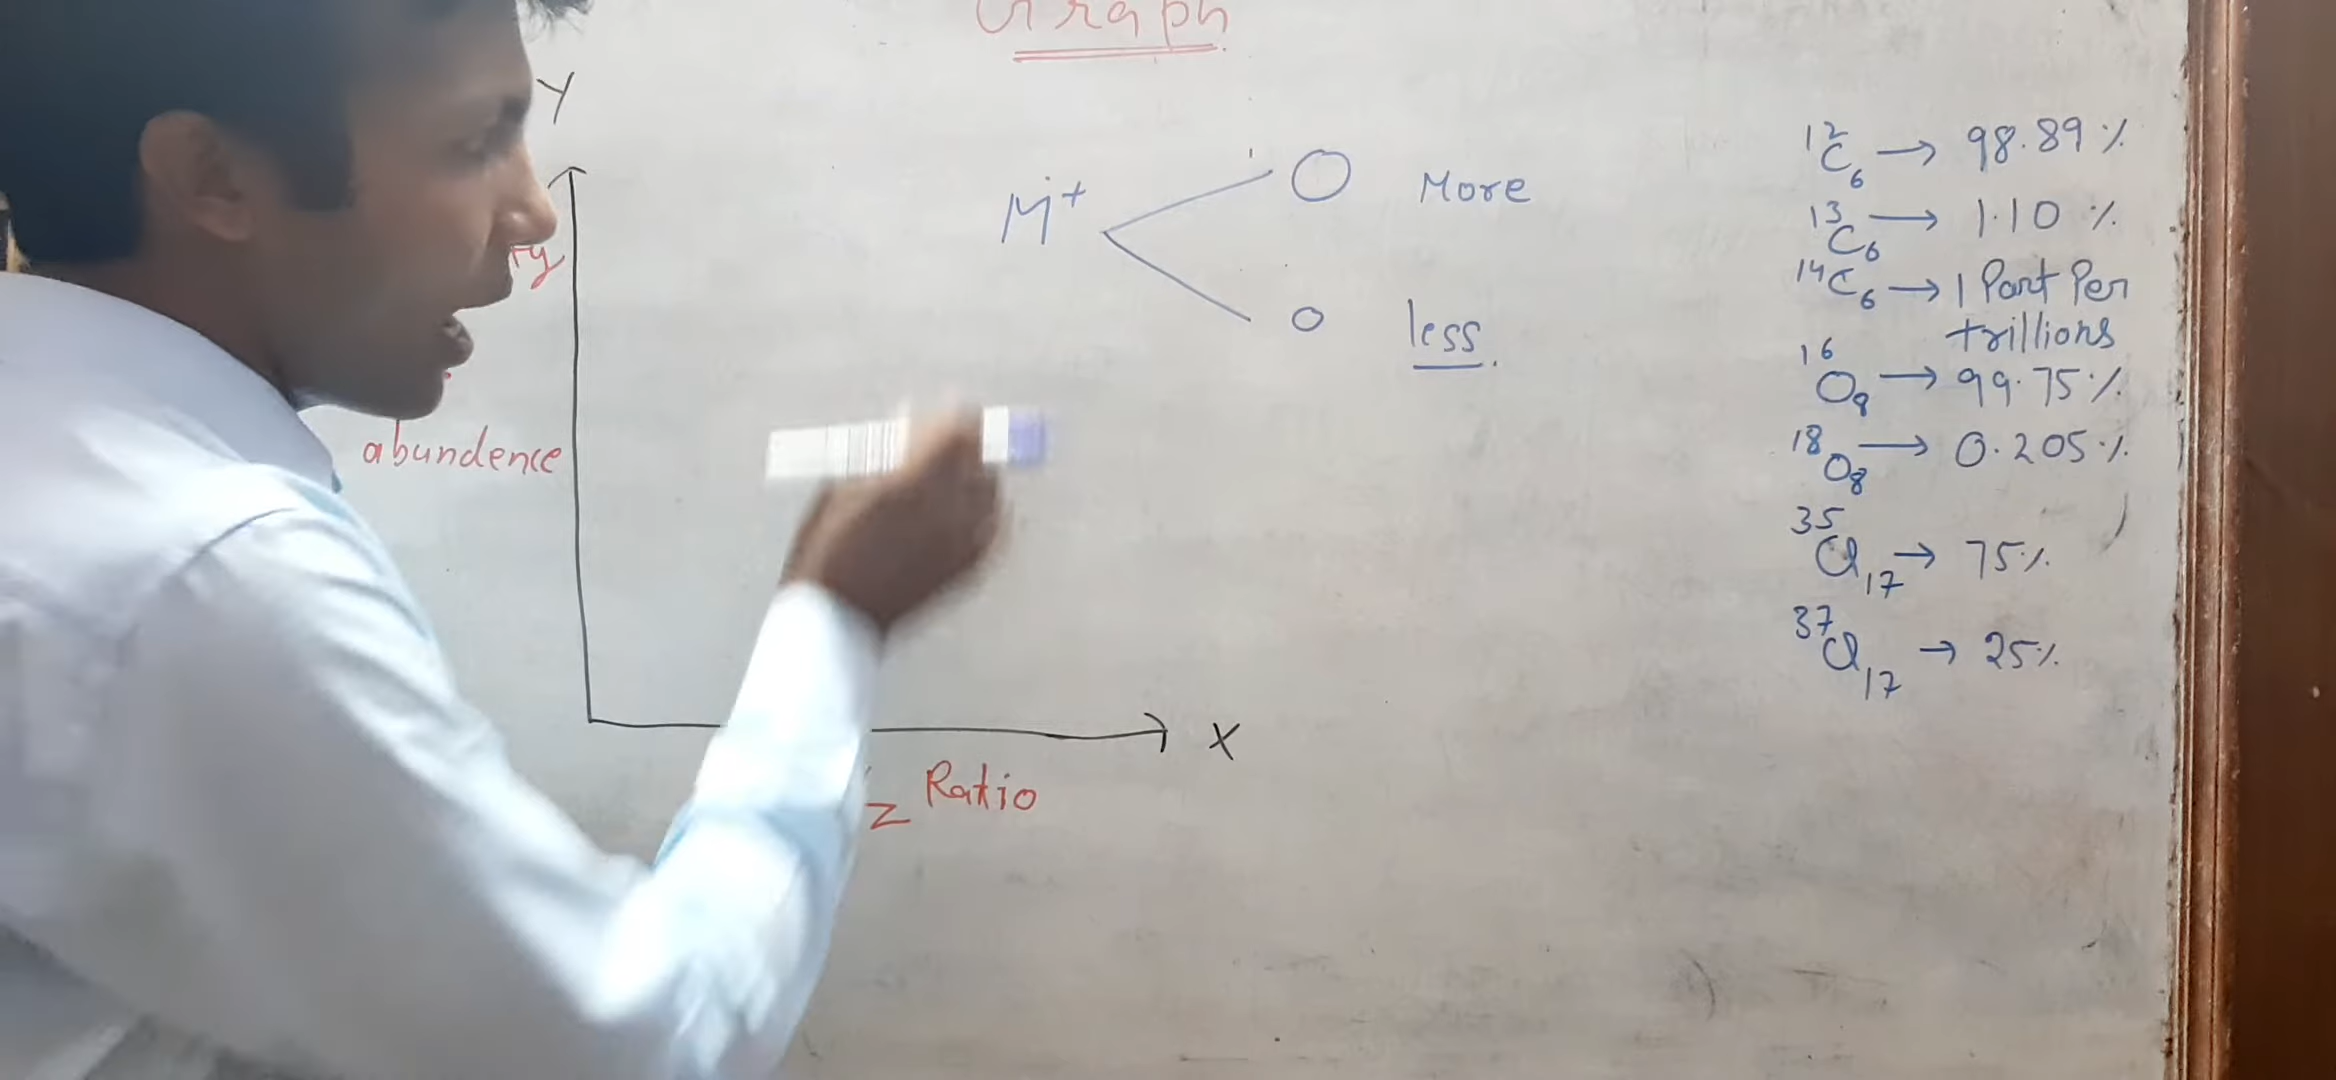 Graph
Y
abundence
Z Ratio
X
M·+
More
less.
¹²C₆ → 98.89 %
¹³C₆ → 1.10 %
¹⁴C₆ → 1 Part Per
trillions
¹⁶O₈ → 99.75 %
¹⁸O₈ → 0.205 %
³⁵Cl₁₇ → 75 %
³⁷Cl₁₇ → 25 %